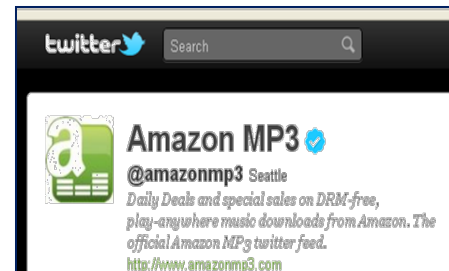 twitter
Search
Amazon MP3
@amazonmp3 Seattle
Daily Deals and special sales on DRM-free,
play-anywhere music downloads from Amazon. The
official Amazon MP3 twitter feed.
http://www.amazonmp3.com